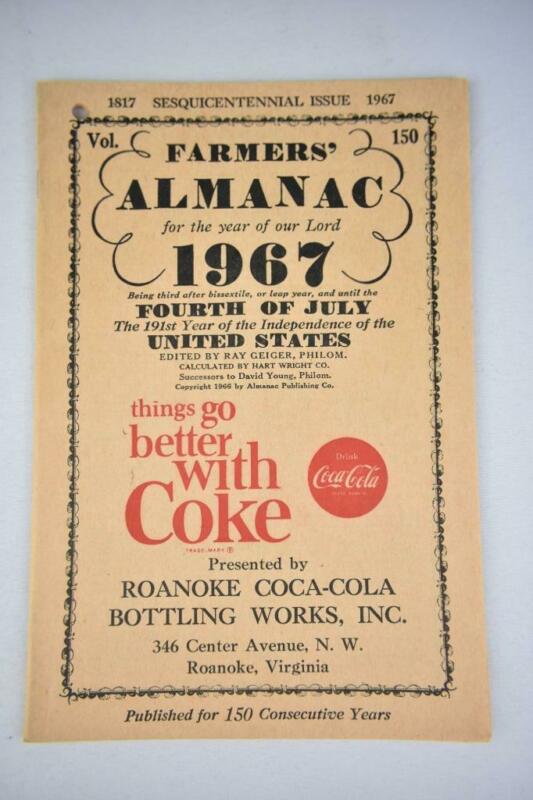 1817 SESQUICENTENNIAL ISSUE 1967
Vol. 150
FARMERS'
ALMANAC
for the year of our Lord
1967
Being third after bissextile, or leap year, and until the
FOURTH OF JULY
The 191st Year of the Independence of the
UNITED STATES
EDITED BY RAY GEIGER, PHILOM.
CALCULATED BY HART WRIGHT CO.
Successors to David Young, Philom.
Copyright 1966 by Almanac Publishing Co.
things go
better
with
Coke
TRADE-MARK ®
Drink
Coca-Cola
Presented by
ROANOKE COCA-COLA
BOTTLING WORKS, INC.
346 Center Avenue, N. W.
Roanoke, Virginia
Published for 150 Consecutive Years